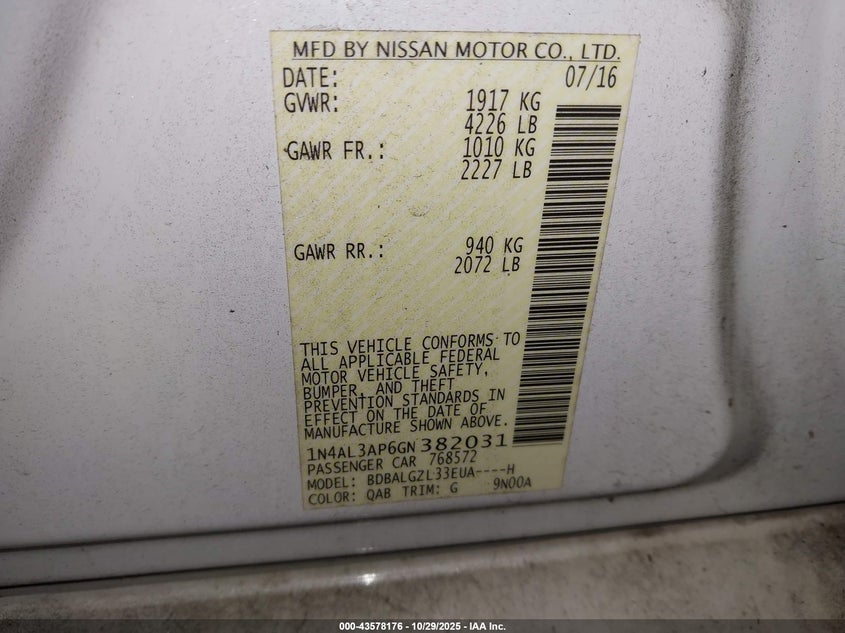 MFD BY NISSAN MOTOR CO., LTD.
DATE: 07/16
GVWR: 1917 KG
4226 LB
GAWR FR.: 1010 KG
2227 LB
GAWR RR.: 940 KG
2072 LB
THIS VEHICLE CONFORMS TO
ALL APPLICABLE FEDERAL
MOTOR VEHICLE SAFETY,
BUMPER, AND THEFT
PREVENTION STANDARDS IN
EFFECT ON THE DATE OF
MANUFACTURE SHOWN ABOVE.
1N4AL3AP6GN382031
PASSENGER CAR 768572
MODEL: BDBALGZL33EUA----H
COLOR: QAB TRIM: G 9N00A
000-43578176 - 10/29/2025 - IAA Inc.